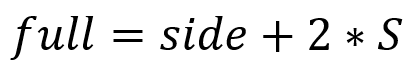 full = side + 2 * S